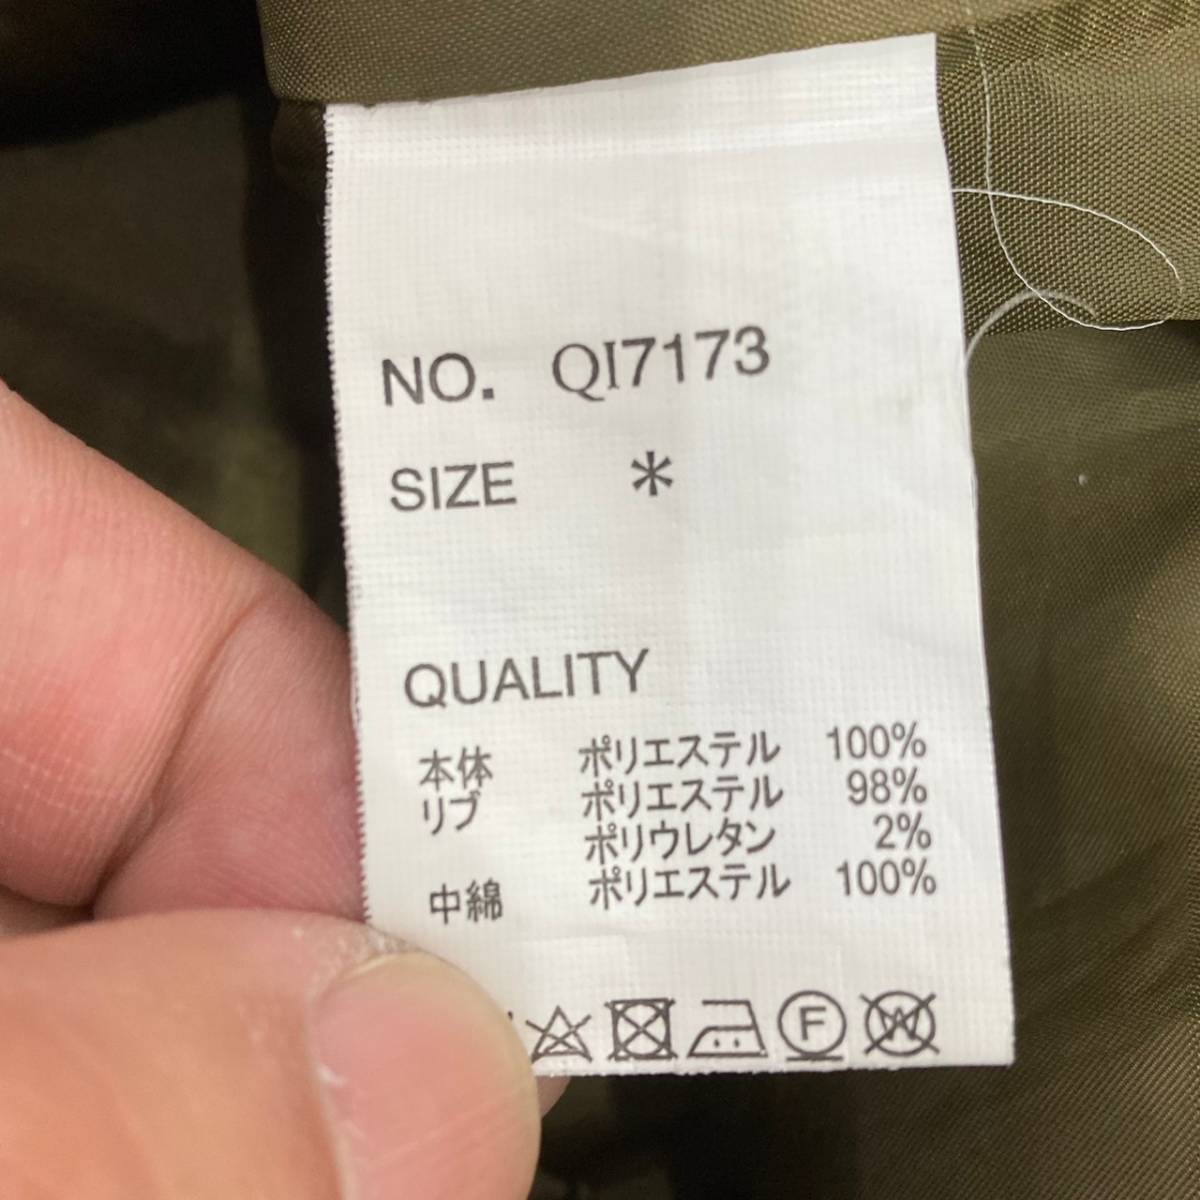 NO. QI7173
SIZE *
QUALITY
本体 ポリエステル 100%
リブ ポリエステル 98%
ポリウレタン 2%
中綿 ポリエステル 100%
F W